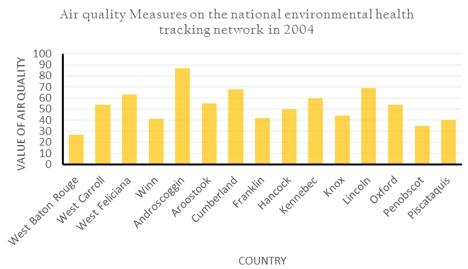 Air quality Measures on the national environmental health
tracking network in 2004
VALUE OF AIR QUALITY
100
90
80
70
60
50
40
30
20
10
0
West Baton Rouge
West Carroll
West Feliciana
Winn
Androscoggin
Aroostook
Cumberland
Franklin
Hancock
Kennebec
Knox
Lincoln
Oxford
Penobscot
Piscataquis
COUNTRY